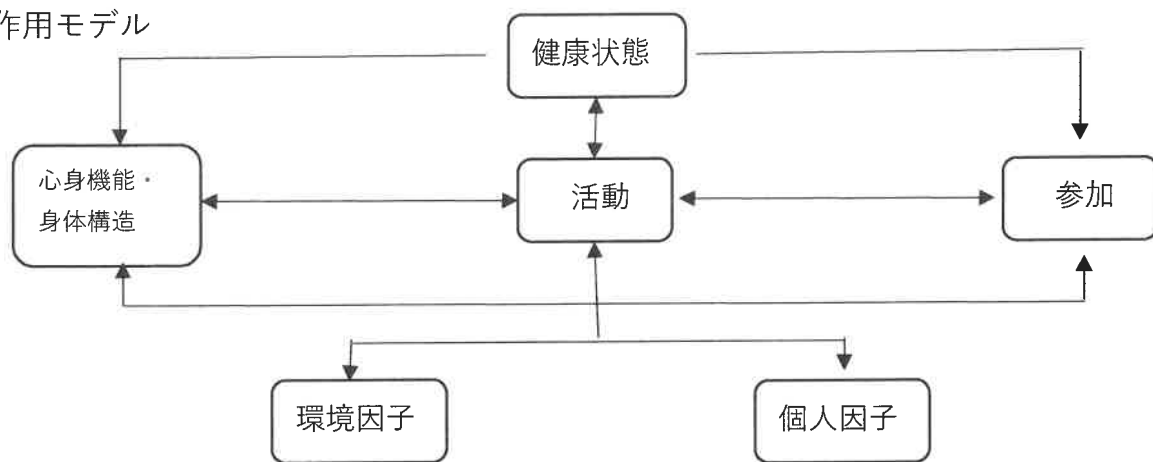 作用モデル
健康状態
心身機能・
身体構造
活動
参加
環境因子
個人因子